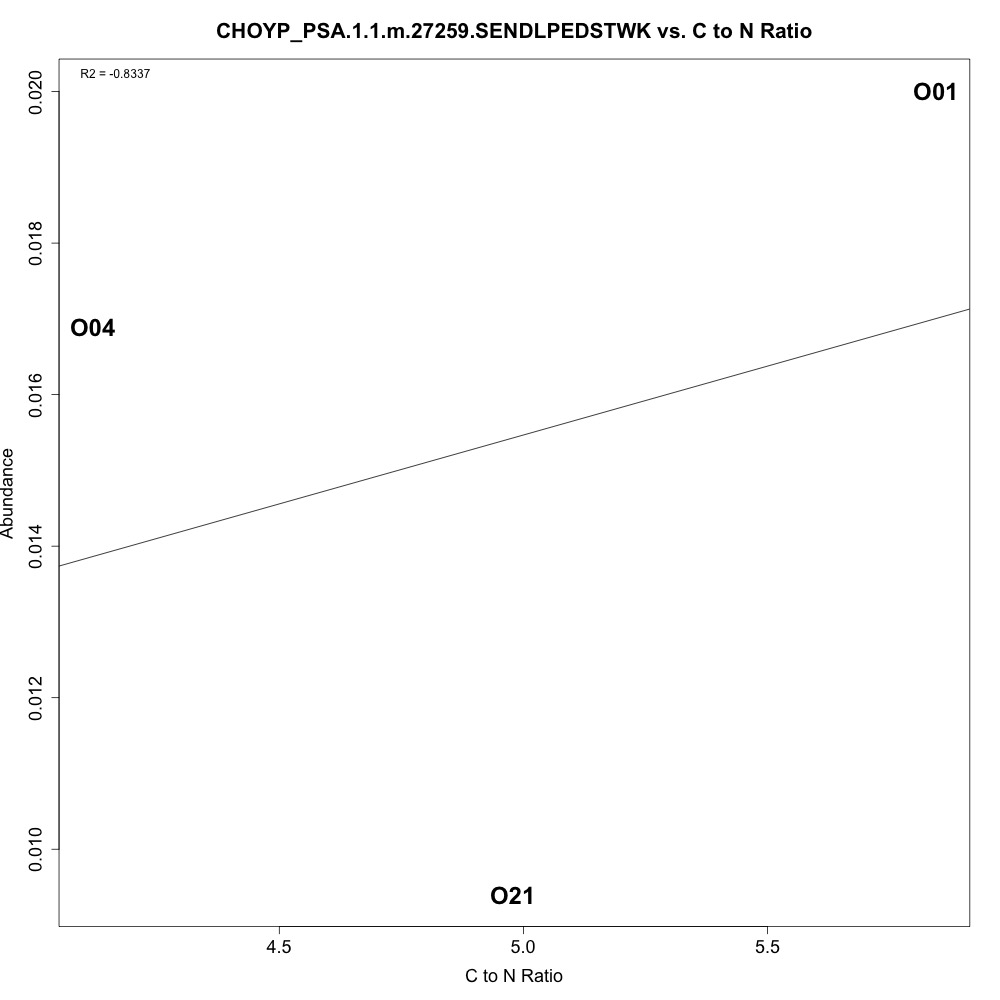 CHOYP_PSA.1.1.m.27259.SENDLPEDSTWK vs. C to N Ratio
R2 = -0.8337
O01
O04
O21
0.020
0.018
0.016
0.014
0.012
0.010
Abundance
4.5 5.0 5.5
C to N Ratio